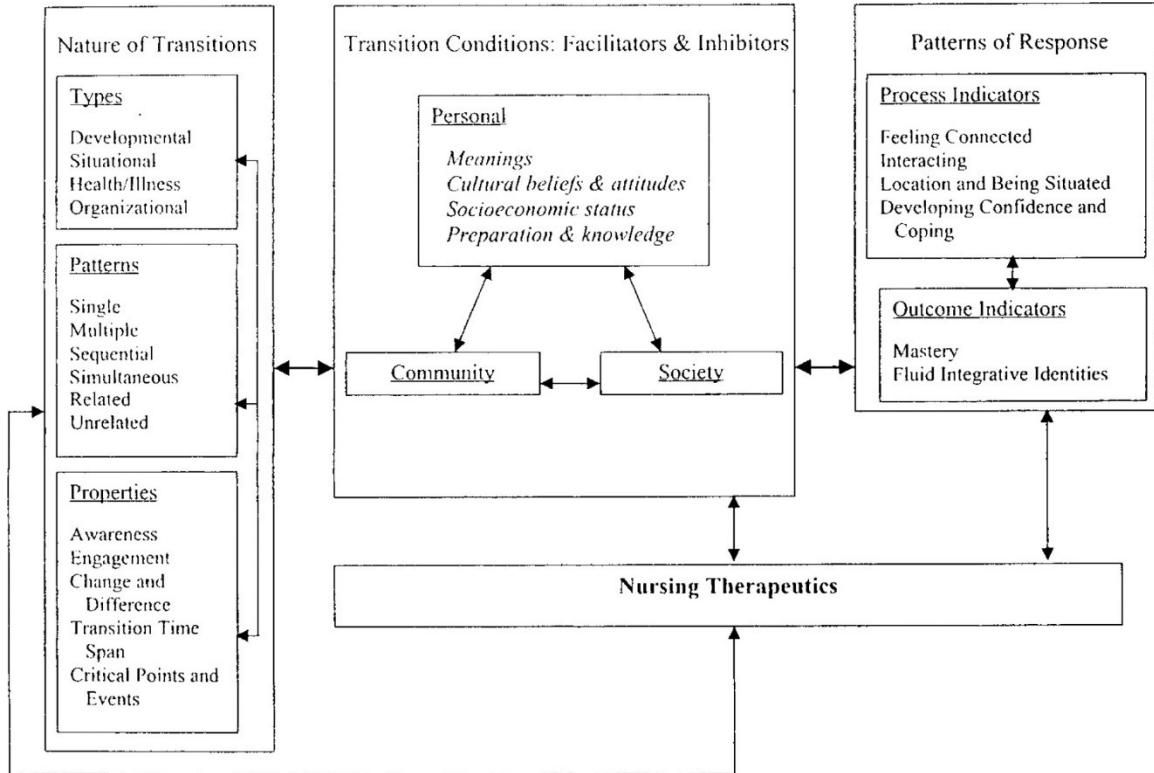 Nature of Transitions
Types
Developmental
Situational
Health/Illness
Organizational
Patterns
Single
Multiple
Sequential
Simultaneous
Related
Unrelated
Properties
Awareness
Engagement
Change and
Difference
Transition Time
Span
Critical Points and
Events
Transition Conditions: Facilitators & Inhibitors
Personal
Meanings
Cultural beliefs & attitudes
Socioeconomic status
Preparation & knowledge
Community
Society
Patterns of Response
Process Indicators
Feeling Connected
Interacting
Location and Being Situated
Developing Confidence and
Coping
Outcome Indicators
Mastery
Fluid Integrative Identities
Nursing Therapeutics